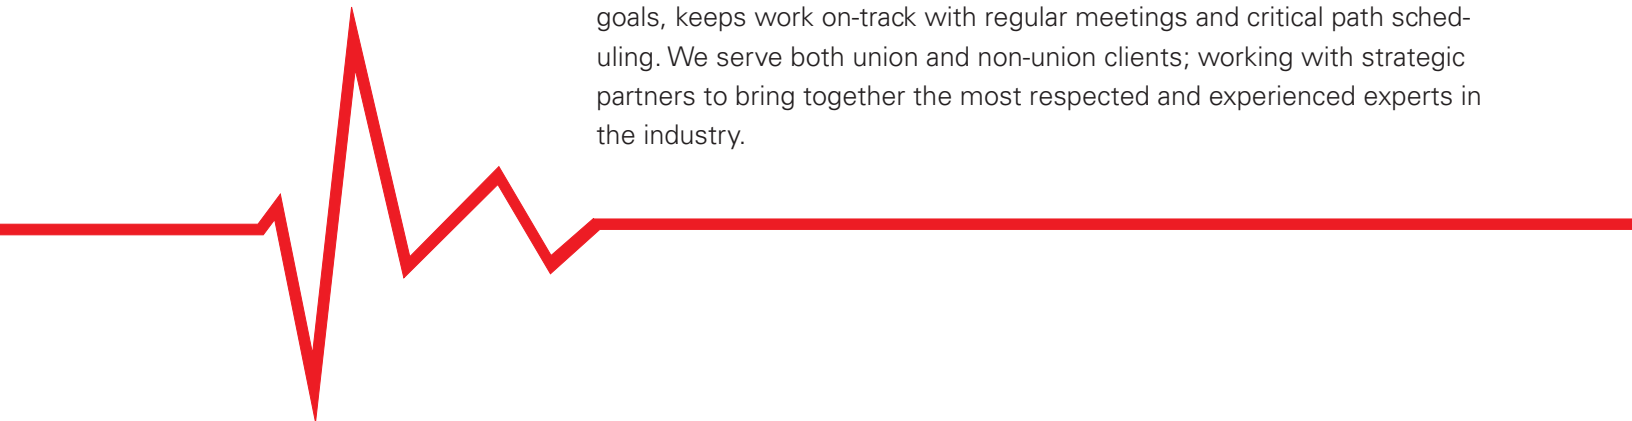 goals, keeps work on-track with regular meetings and critical path sched-
uling. We serve both union and non-union clients; working with strategic
partners to bring together the most respected and experienced experts in
the industry.